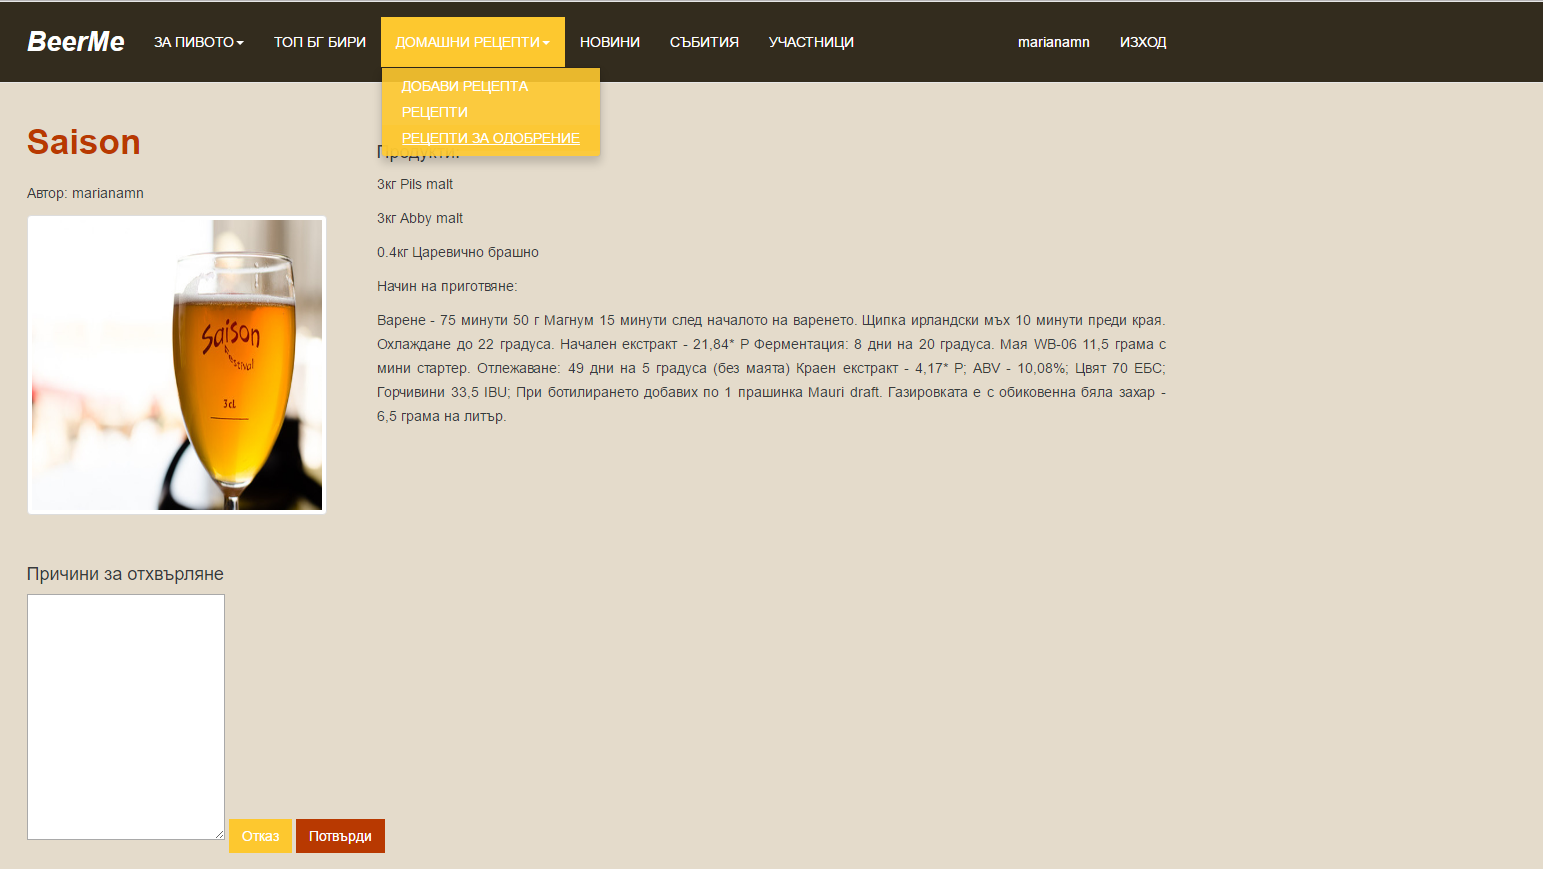 BeerMe ЗА ПИВОТО ТОП БГ БИРИ ДОМАШНИ РЕЦЕПТИ НОВИНИ СЪБИТИЯ УЧАСТНИЦИ marianamn ИЗХОД
ДОБАВИ РЕЦЕПТА
РЕЦЕПТИ
РЕЦЕПТИ ЗА ОДОБРЕНИЕ
Saison
Автор: marianamn
Saison
3cL
Продукти:
3кг Pils malt
3кг Abby malt
0.4кг Царевично брашно
Начин на приготвяне:
Варене - 75 минути 50 г Магнум 15 минути след началото на варенето. Щипка ирландски мъх 10 минути преди края.
Охлаждане до 22 градуса. Начален екстракт - 21,84* P Ферментация: 8 дни на 20 градуса. Мая WB-06 11,5 грама с
мини стартер. Отлежаване: 49 дни на 5 градуса (без маята) Краен екстракт - 4,17* P; ABV - 10,08%; Цвят 70 ЕБС;
Горчивини 33,5 IBU; При ботилирането добавих по 1 прашинка Mauri draft. Газировката е с обиковенна бяла захар -
6,5 грама на литър.
Причини за отхвърляне
Отказ Потвърди